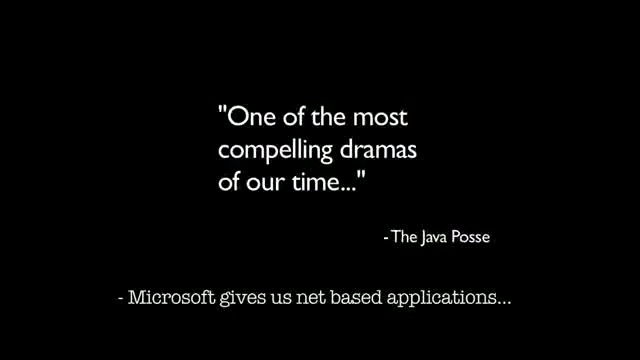 "One of the most
compelling dramas
of our time..."
- The Java Posse
- Microsoft gives us net based applications...